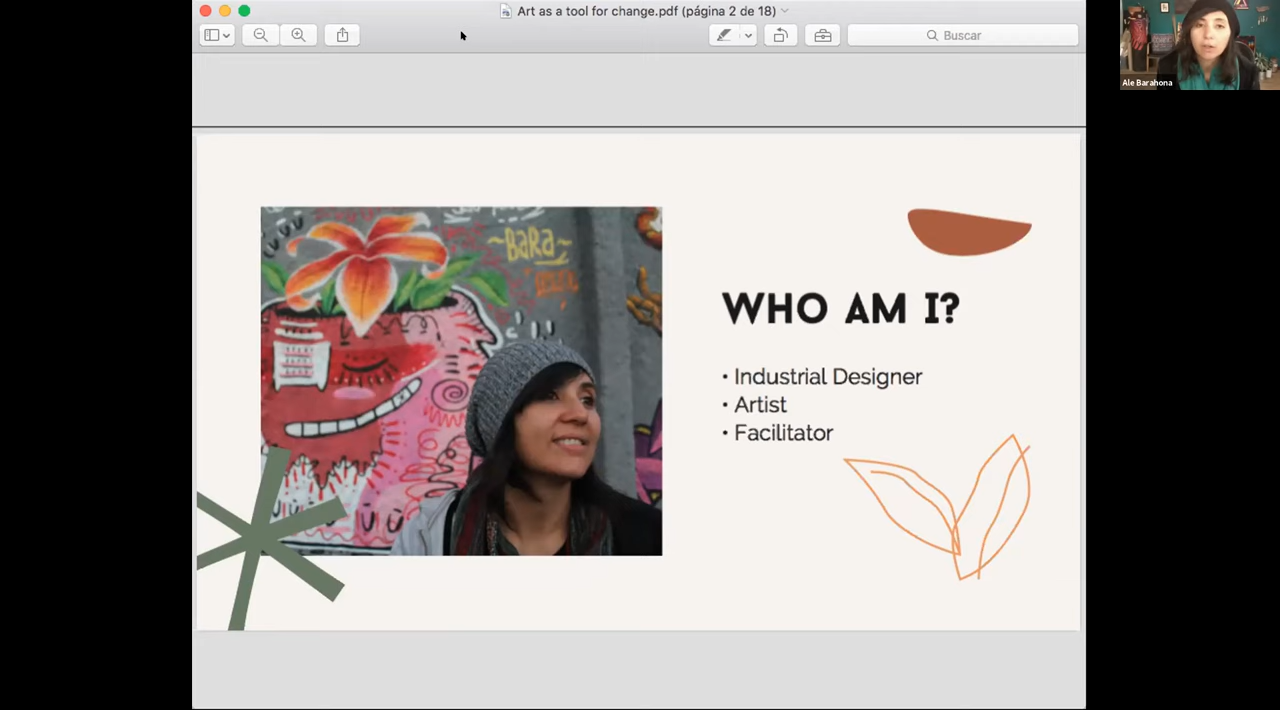 Art as a tool for change.pdf (página 2 de 18)
Buscar
Ale Barahona
~BaRa~
WHO AM I?
• Industrial Designer
• Artist
• Facilitator